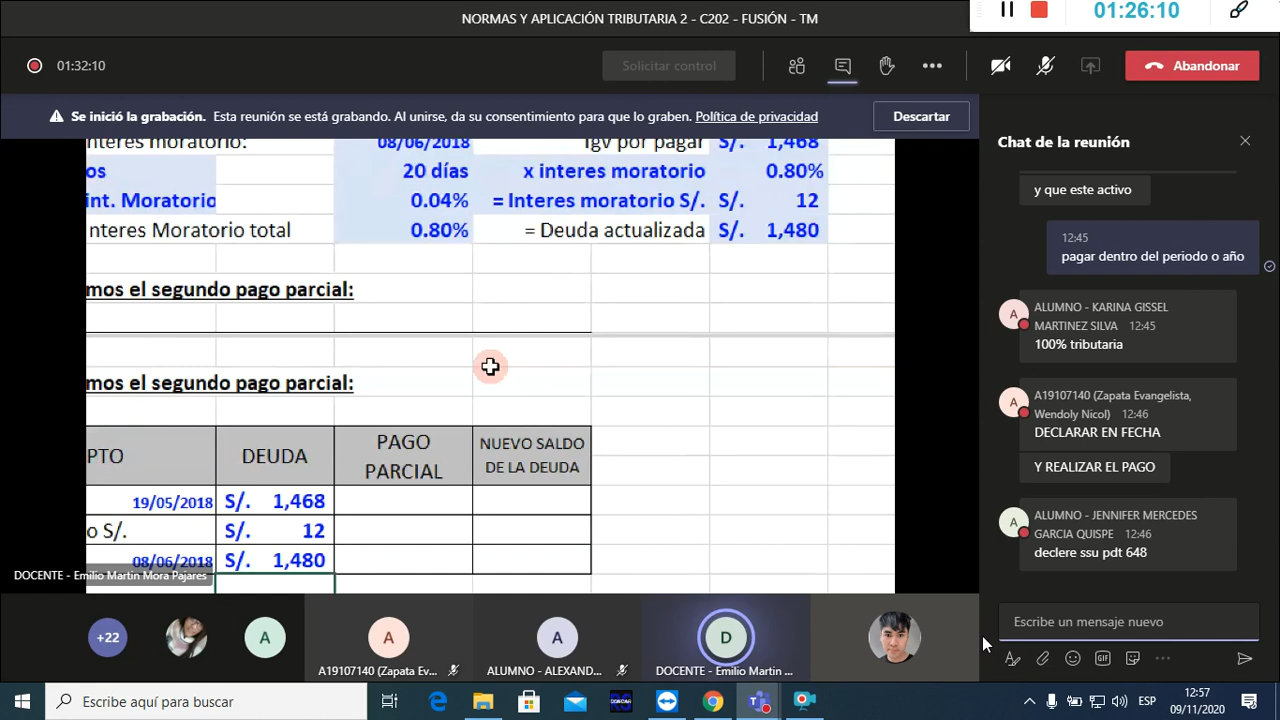 NORMAS Y APLICACIÓN TRIBUTARIA 2 - C202 - FUSIÓN - TM
01:26:10
01:32:10
Solicitar control
Abandonar
Se inició la grabación. Esta reunión se está grabando. Al unirse, da su consentimiento para que lo graben. Política de privacidad
Descartar
nteres moratorio: 08/06/2018 Igv por pagar S/. 1,468
os 20 días x interes moratorio 0.80%
int. Moratorio 0.04% = Interes moratorio S/. S/. 12
nteres Moratorio total 0.80% = Deuda actualizada S/. 1,480
mos el segundo pago parcial:
mos el segundo pago parcial:
PTO DEUDA PAGO PARCIAL NUEVO SALDO DE LA DEUDA
19/05/2018 S/. 1,468
o S/. S/. 12
08/06/2018 S/. 1,480
DOCENTE - Emilio Martin Mora Pajares
+22
A
A
A19107140 (Zapata Ev...
A
ALUMNO - ALEXAND...
D
DOCENTE - Emilio Martin ...
Chat de la reunión
y que este activo
12:45
pagar dentro del periodo o año
A
ALUMNO - KARINA GISSEL
MARTINEZ SILVA 12:45
100% tributaria
A
A19107140 (Zapata Evangelista,
Wendoly Nicol) 12:46
DECLARAR EN FECHA
Y REALIZAR EL PAGO
A
ALUMNO - JENNIFER MERCEDES
GARCIA QUISPE 12:46
declere ssu pdt 648
Escribe un mensaje nuevo
GIF
Escribe aquí para buscar
ESP
12:57
09/11/2020